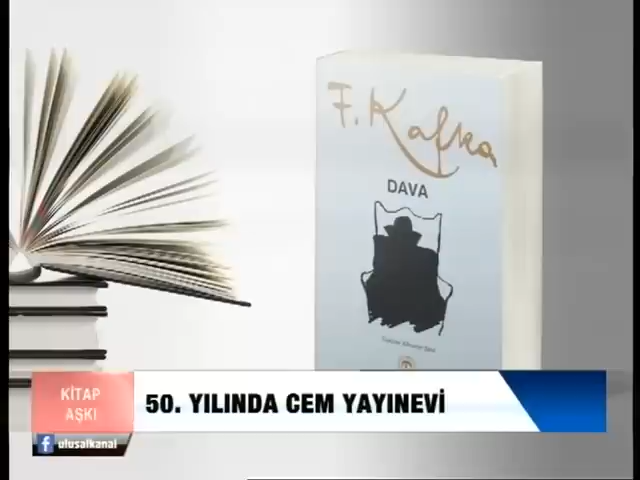 F. Kafka
DAVA
KİTAP
AŞKI
50. YILINDA CEM YAYINEVİ
ulusalkanal